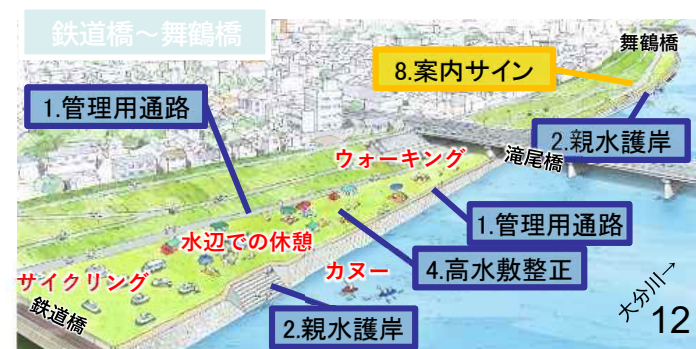 鉄道橋～舞鶴橋
舞鶴橋
8.案内サイン
1.管理用通路
2.親水護岸
ウォーキング
滝尾橋
1.管理用通路
水辺での休憩
4.高水敷整正
サイクリング
カヌー
鉄道橋
2.親水護岸
大分川→
12